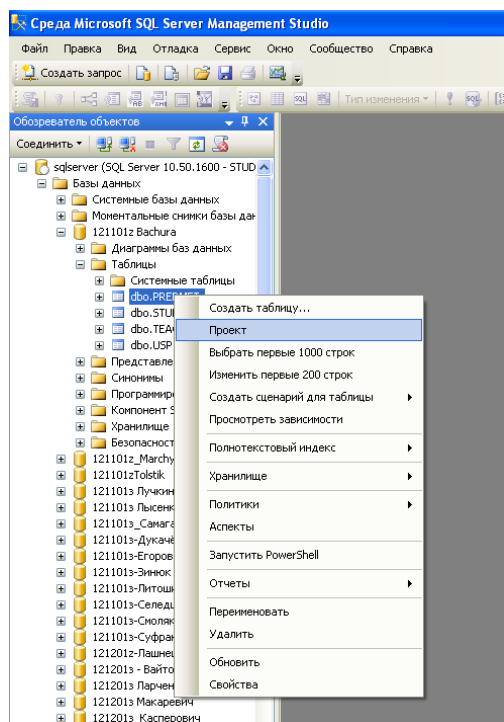 Среда Microsoft SQL Server Management Studio
Файл Правка Вид Отладка Сервис Окно Сообщество Справка
Создать запрос
Тип изменения
Обозреватель объектов
Соединить
sqlserver (SQL Server 10.50.1600 - STUD
Базы данных
Системные базы данных
Моментальные снимки базы дан
121101z Bachura
Диаграммы баз данных
Таблицы
Системные таблицы
dbo.PREDMET
dbo.STU
dbo.TEA
dbo.USP
Представле
Синонимы
Программир
Компонент S
Хранилище
Безопасност
121101z_Marchy
121101zTolstik
121101з Лучкин
121101з Лысенк
121101з_Самага
121101з-Дукачё
121101з-Егоров
121101з-Зинюк
121101з-Литош
121101з-Селедц
121101з-Смоляк
121101з-Суфран
121201z-Лашнец
121201з - Вайто
121201з Ларчен
121201з Макаревич
121201з_Касперович
Создать таблицу...
Проект
Выбрать первые 1000 строк
Изменить первые 200 строк
Создать сценарий для таблицы
Просмотреть зависимости
Полнотекстовый индекс
Хранилище
Политики
Аспекты
Запустить PowerShell
Отчеты
Переименовать
Удалить
Обновить
Свойства